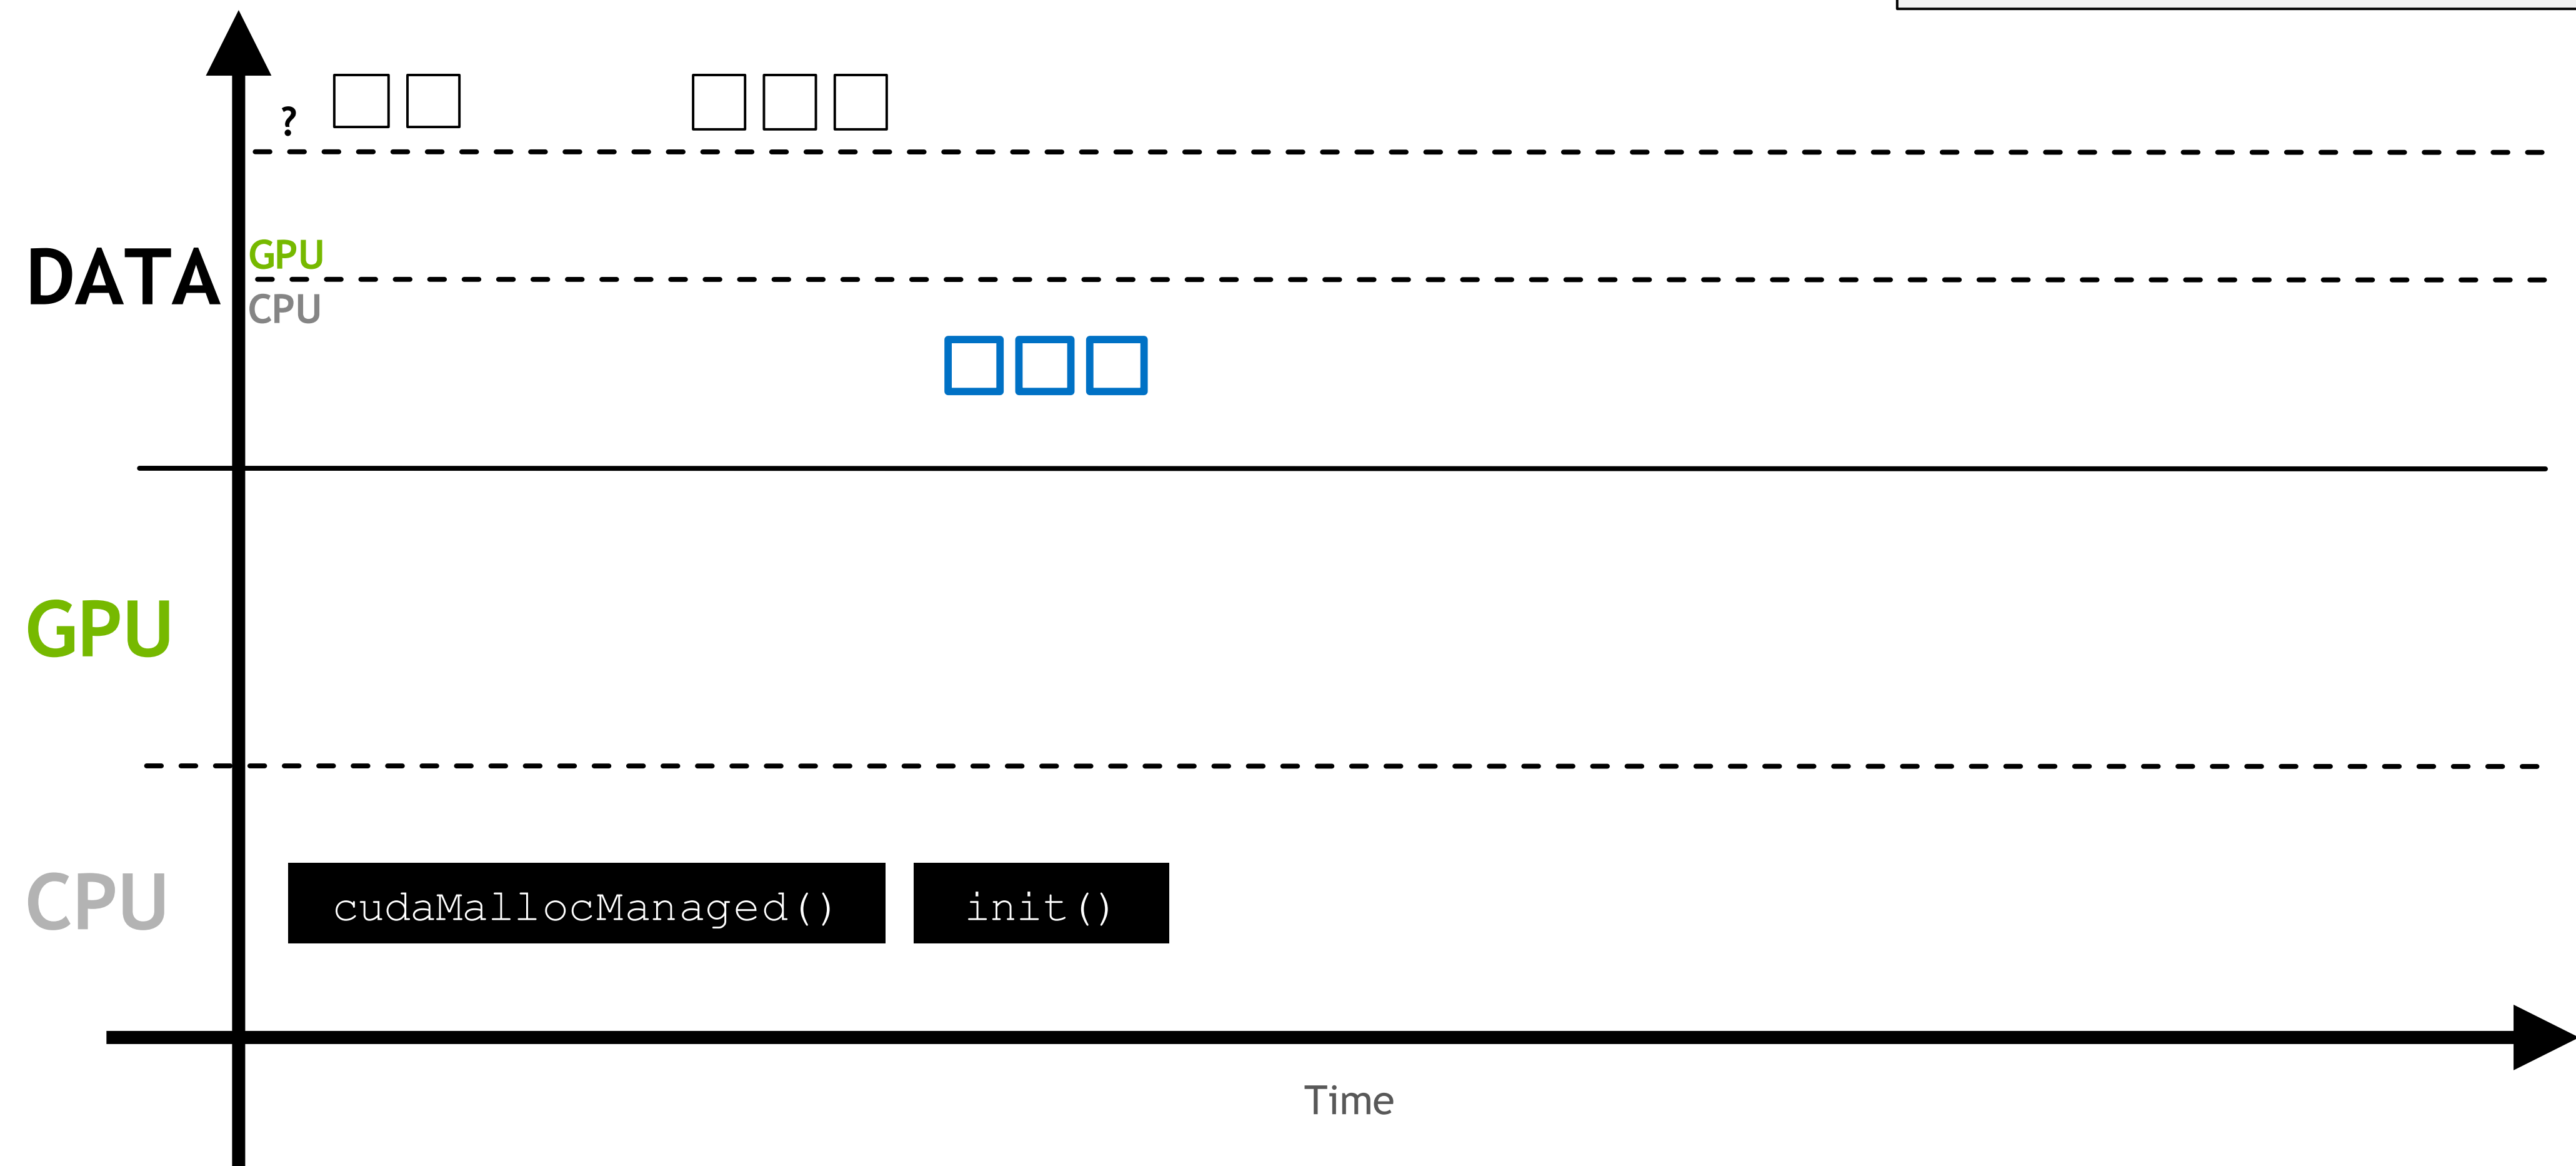 ?
GPU
DATA
CPU
GPU
cudaMallocManaged() init()
CPU
Time